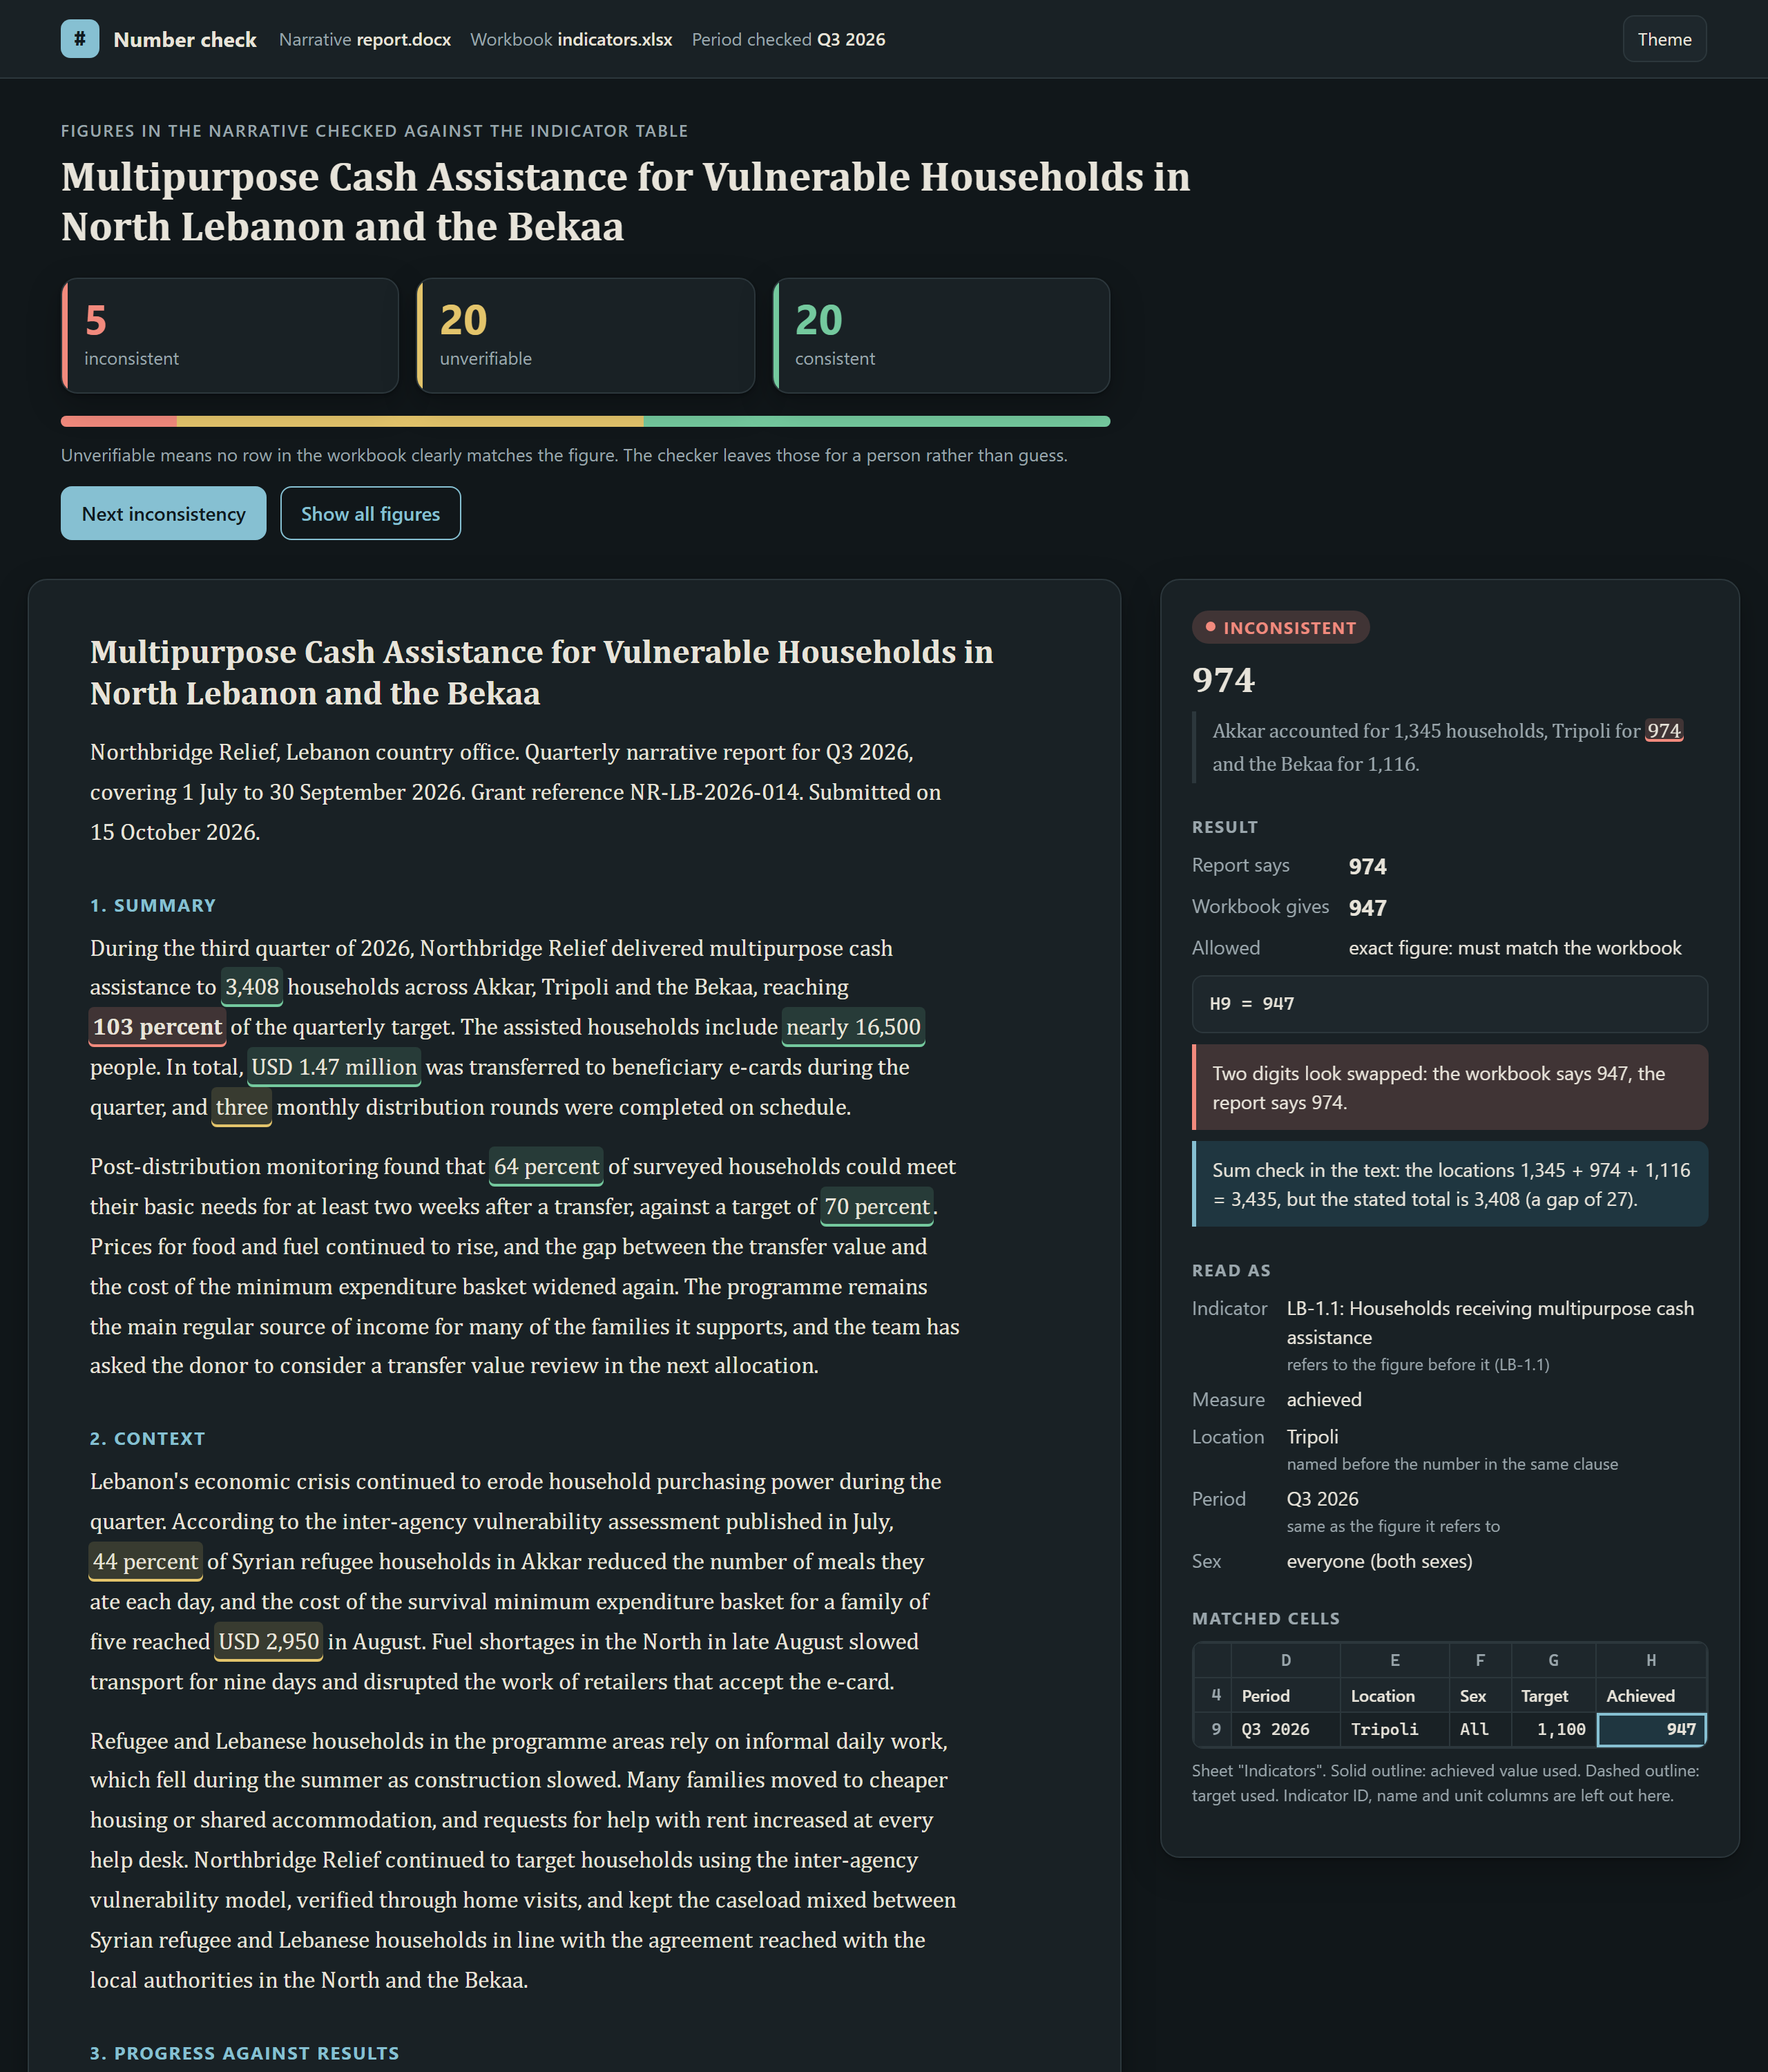 # Number check Narrative report.docx Workbook indicators.xlsx Period checked Q3 2026 Theme
FIGURES IN THE NARRATIVE CHECKED AGAINST THE INDICATOR TABLE
Multipurpose Cash Assistance for Vulnerable Households in
North Lebanon and the Bekaa
5
inconsistent
20
unverifiable
20
consistent
Unverifiable means no row in the workbook clearly matches the figure. The checker leaves those for a person rather than guess.
Next inconsistency Show all figures
Multipurpose Cash Assistance for Vulnerable Households in
North Lebanon and the Bekaa
Northbridge Relief, Lebanon country office. Quarterly narrative report for Q3 2026,
covering 1 July to 30 September 2026. Grant reference NR-LB-2026-014. Submitted on
15 October 2026.
1. SUMMARY
During the third quarter of 2026, Northbridge Relief delivered multipurpose cash
assistance to 3,408 households across Akkar, Tripoli and the Bekaa, reaching
103 percent of the quarterly target. The assisted households include nearly 16,500
people. In total, USD 1.47 million was transferred to beneficiary e-cards during the
quarter, and three monthly distribution rounds were completed on schedule.
Post-distribution monitoring found that 64 percent of surveyed households could meet
their basic needs for at least two weeks after a transfer, against a target of 70 percent.
Prices for food and fuel continued to rise, and the gap between the transfer value and
the cost of the minimum expenditure basket widened again. The programme remains
the main regular source of income for many of the families it supports, and the team has
asked the donor to consider a transfer value review in the next allocation.
2. CONTEXT
Lebanon's economic crisis continued to erode household purchasing power during the
quarter. According to the inter-agency vulnerability assessment published in July,
44 percent of Syrian refugee households in Akkar reduced the number of meals they
ate each day, and the cost of the survival minimum expenditure basket for a family of
five reached USD 2,950 in August. Fuel shortages in the North in late August slowed
transport for nine days and disrupted the work of retailers that accept the e-card.
Refugee and Lebanese households in the programme areas rely on informal daily work,
which fell during the summer as construction slowed. Many families moved to cheaper
housing or shared accommodation, and requests for help with rent increased at every
help desk. Northbridge Relief continued to target households using the inter-agency
vulnerability model, verified through home visits, and kept the caseload mixed between
Syrian refugee and Lebanese households in line with the agreement reached with the
local authorities in the North and the Bekaa.
3. PROGRESS AGAINST RESULTS
INCONSISTENT
974
Akkar accounted for 1,345 households, Tripoli for 974
and the Bekaa for 1,116.
RESULT
Report says 974
Workbook gives 947
Allowed exact figure: must match the workbook
H9 = 947
Two digits look swapped: the workbook says 947, the
report says 974.
Sum check in the text: the locations 1,345 + 974 + 1,116
= 3,435, but the stated total is 3,408 (a gap of 27).
READ AS
Indicator LB-1.1: Households receiving multipurpose cash
assistance
refers to the figure before it (LB-1.1)
Measure achieved
Location Tripoli
named before the number in the same clause
Period Q3 2026
same as the figure it refers to
Sex everyone (both sexes)
MATCHED CELLS
D E F G H
4 Period Location Sex Target Achieved
9 Q3 2026 Tripoli All 1,100 947
Sheet "Indicators". Solid outline: achieved value used. Dashed outline:
target used. Indicator ID, name and unit columns are left out here.